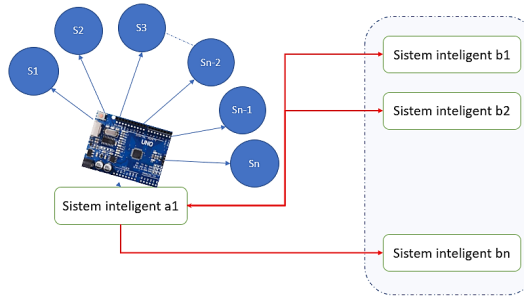 S1
S2
S3
Sn-2
Sn-1
Sn
UNO
Sistem inteligent a1
Sistem inteligent b1
Sistem inteligent b2
Sistem inteligent bn